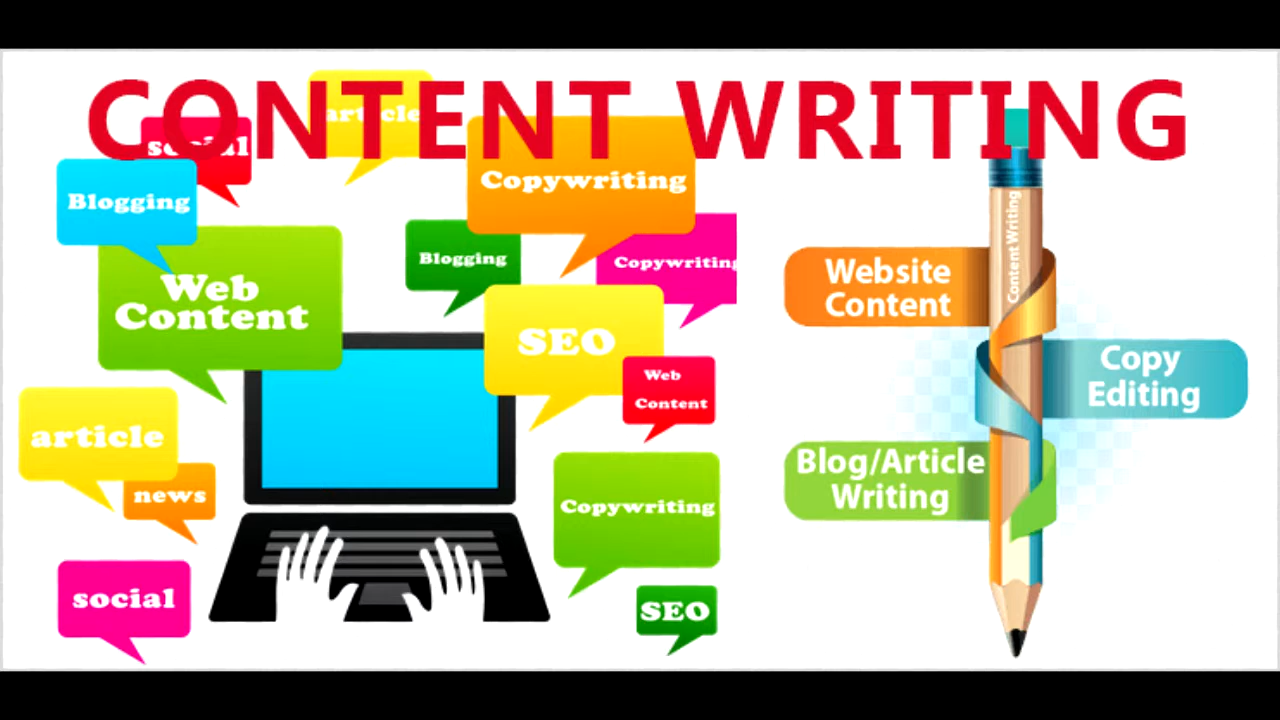 CONTENT WRITING
article
social
Copywriting
Blogging
Blogging
Copywriting
Web
Content
SEO
Web
Content
article
news
Copywriting
social
SEO
Content Writing
Website
Content
Copy
Editing
Blog/Article
Writing